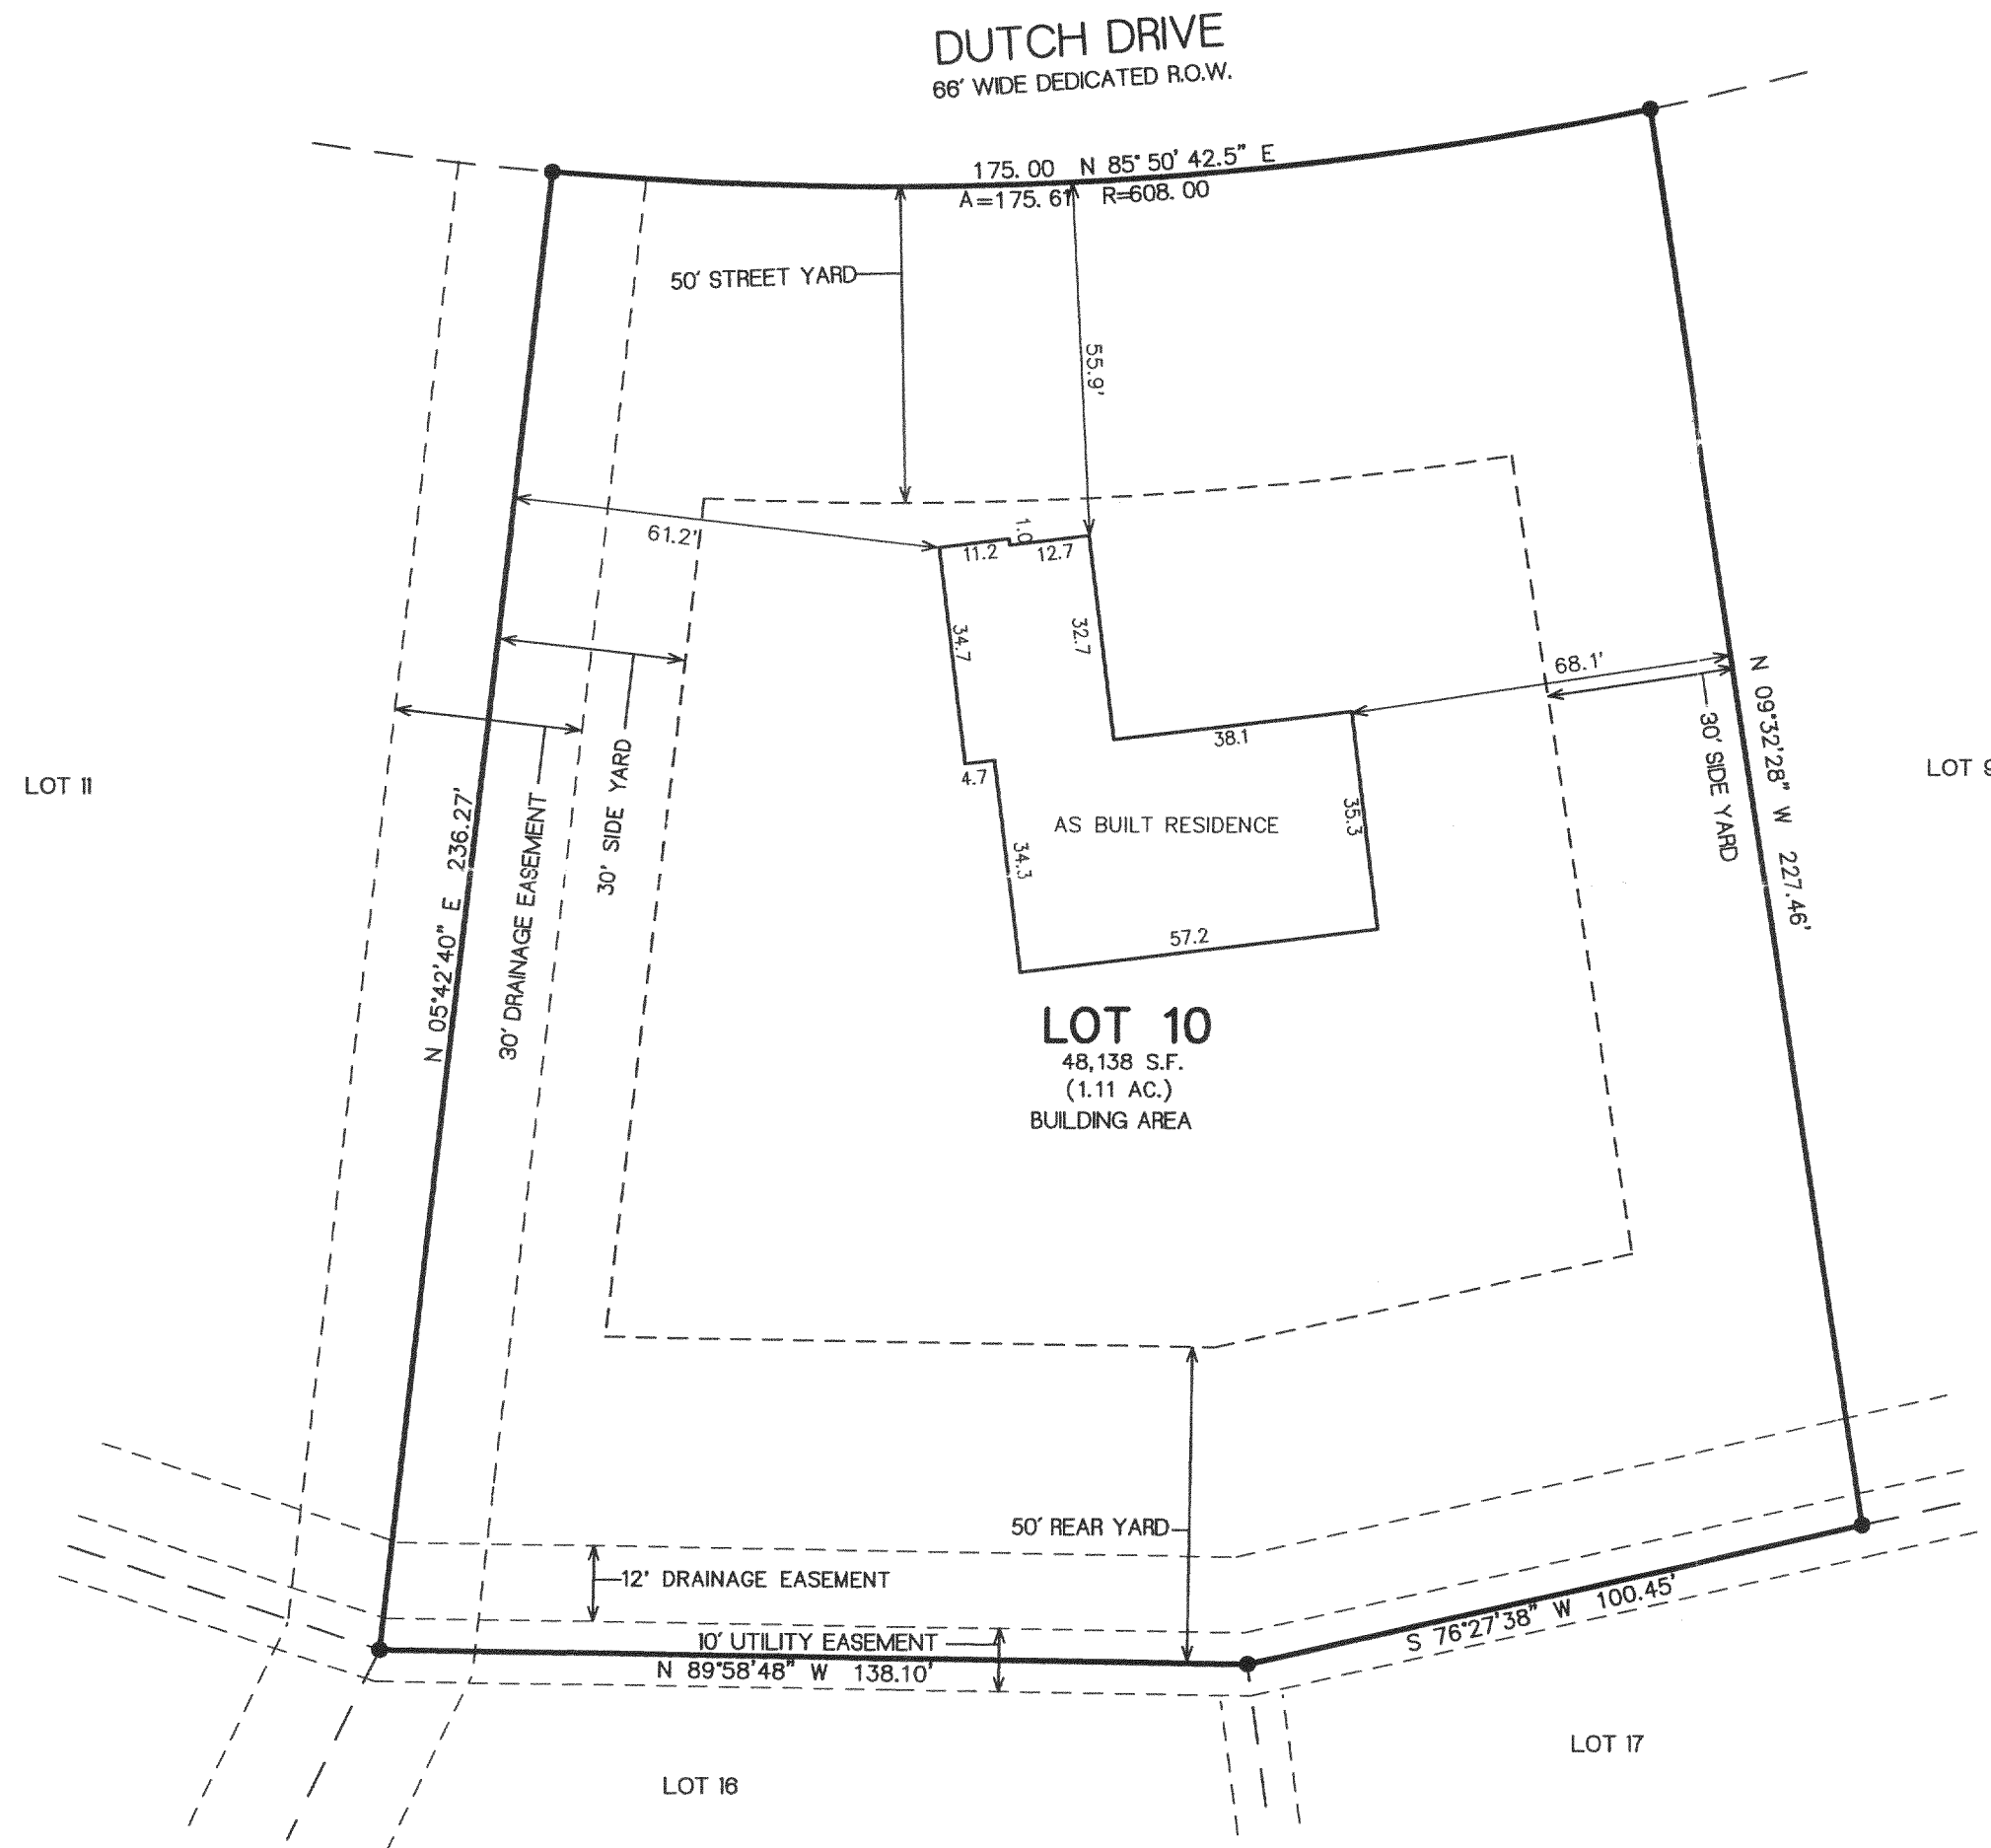 DUTCH DRIVE
66' WIDE DEDICATED R.O.W.
175.00 N 85° 50' 42.5" E
A=175.61 R=608.00
50' STREET YARD
55.9'
61.2'
11.2
1.0
12.7
34.7
32.7
68.1'
38.1
4.7
30' SIDE YARD
N 09°32'28" W 227.46'
LOT 11
LOT 9
N 05°42'40" E 236.27'
30' DRAINAGE EASEMENT
30' SIDE YARD
AS BUILT RESIDENCE
35.3
34.3
57.2
LOT 10
48,138 S.F.
(1.11 AC.)
BUILDING AREA
50' REAR YARD
12' DRAINAGE EASEMENT
10' UTILITY EASEMENT
N 89°58'48" W 138.10'
S 76°27'38" W 100.45'
LOT 17
LOT 16